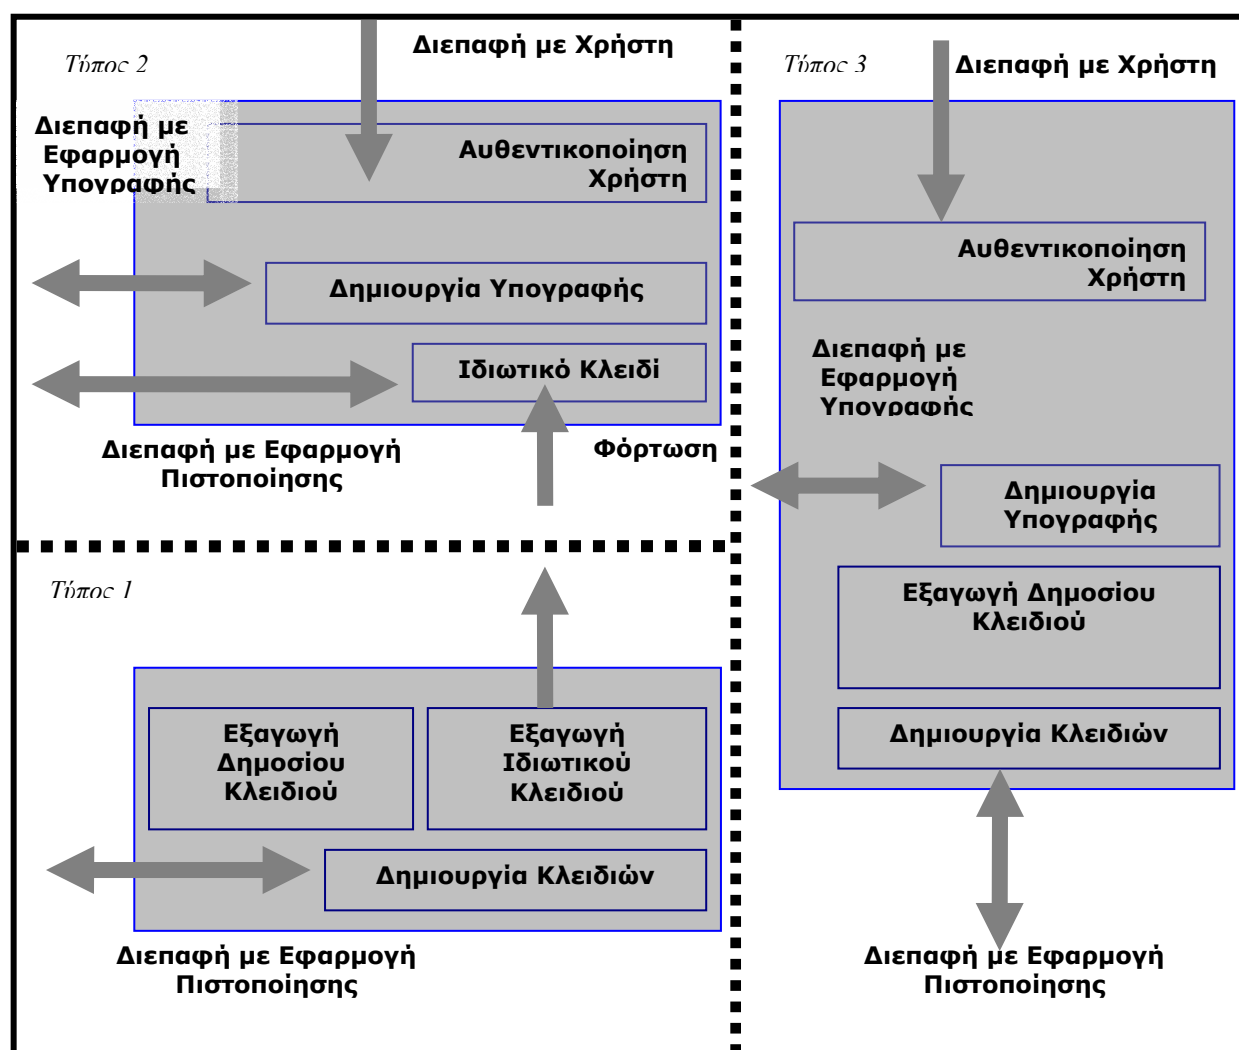 Τύπος 2
Διεπαφή με Χρήστη
Διεπαφή με
Εφαρμογή
Υπογραφής
Αυθεντικοποίηση
Χρήστη
Δημιουργία Υπογραφής
Ιδιωτικό Κλειδί
Διεπαφή με Εφαρμογή
Πιστοποίησης
Φόρτωση
Τύπος 1
Εξαγωγή
Δημοσίου
Κλειδιού
Εξαγωγή
Ιδιωτικού
Κλειδιού
Δημιουργία Κλειδιών
Διεπαφή με Εφαρμογή
Πιστοποίησης
Τύπος 3
Διεπαφή με Χρήστη
Αυθεντικοποίηση
Χρήστη
Διεπαφή με
Εφαρμογή
Υπογραφής
Δημιουργία
Υπογραφής
Εξαγωγή Δημοσίου
Κλειδιού
Δημιουργία Κλειδιών
Διεπαφή με Εφαρμογή
Πιστοποίησης